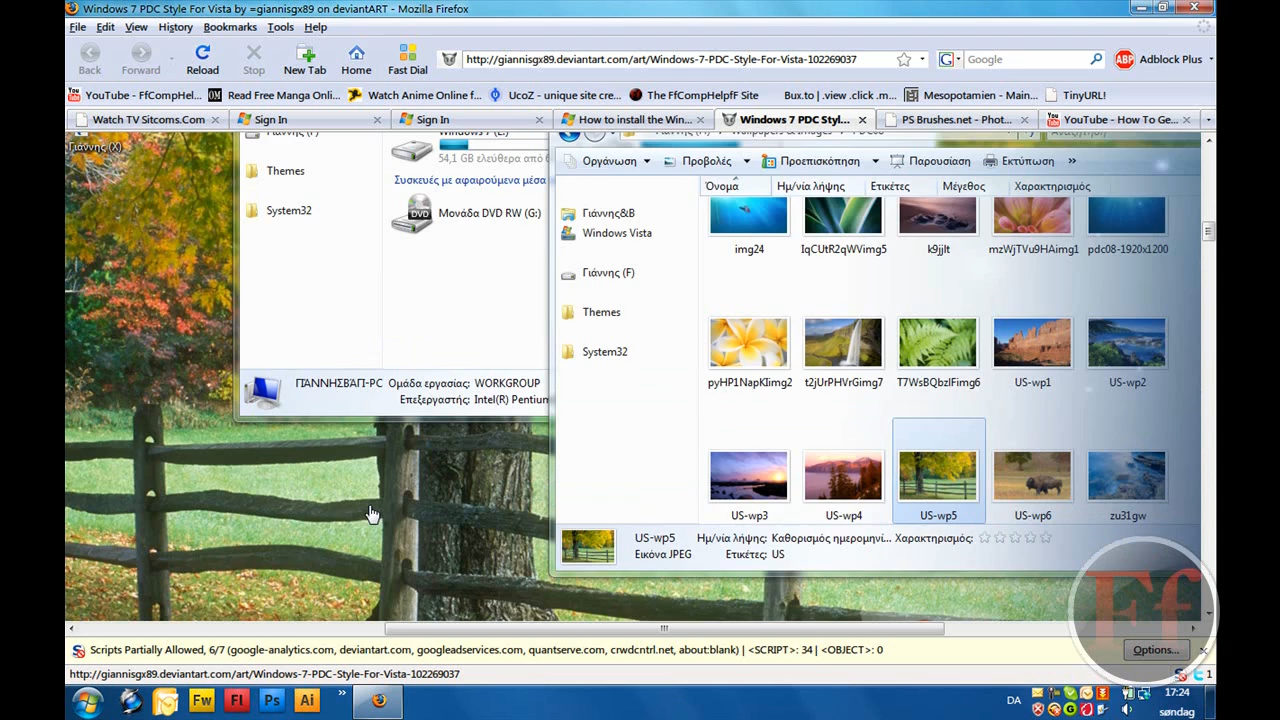 Windows 7 PDC Style For Vista by =giannisgx89 on deviantART - Mozilla Firefox
File Edit View History Bookmarks Tools Help
Back Forward Reload Stop New Tab Home Fast Dial http://giannisgx89.deviantart.com/art/Windows-7-PDC-Style-For-Vista-102269037 Google Adblock Plus
YouTube - FfCompHel... Read Free Manga Onli... Watch Anime Online f... UcoZ - unique site cre... The FfCompHelpfF Site Bux.to | .view .click .m... Mesopotamien - Main... TinyURL!
Watch TV Sitcoms.Com Sign In Sign In How to install the Win... Windows 7 PDC Styl... PS Brushes.net - Phot... YouTube - How To Ge...
Γιάννης (X)
Γιάννης (F)
Themes
System32
Windows 7 (E:)
54,1 GB ελεύθερα από
Συσκευές με αφαιρούμενα μέσα
DVD
Μονάδα DVD RW (G:)
ΓΙΑΝΝΗΣΒΆΓΙ-PC Ομάδα εργασίας: WORKGROUP
Επεξεργαστής: Intel(R) Pentium
Οργάνωση Προβολές Προεπισκόπηση Παρουσίαση Εκτύπωση »
Όνομα Ημ/νία λήψης Ετικέτες Μέγεθος Χαρακτηρισμός
Γιάννης&Β
Windows Vista
Γιάννης (F)
Themes
System32
img24 IqCUtR2qWVimg5 k9jjIt mzWjTVu9HAimg1 pdc08-1920x1200
pyHP1NapKIimg2 t2jUrPHVrGimg7 T7WsBQbzIFimg6 US-wp1 US-wp2
US-wp3 US-wp4 US-wp5 US-wp6 zu31gw
US-wp5 Ημ/νία λήψης: Καθορισμός ημερομηνί... Χαρακτηρισμός:
Εικόνα JPEG Ετικέτες: US
Ff
Scripts Partially Allowed, 6/7 (google-analytics.com, deviantart.com, googleadservices.com, quantserve.com, crwdcntrl.net, about:blank) | <SCRIPT>: 34 | <OBJECT>: 0 Options...
http://giannisgx89.deviantart.com/art/Windows-7-PDC-Style-For-Vista-102269037 1
Fw Fl Ps Ai » DA 17:24
søndag